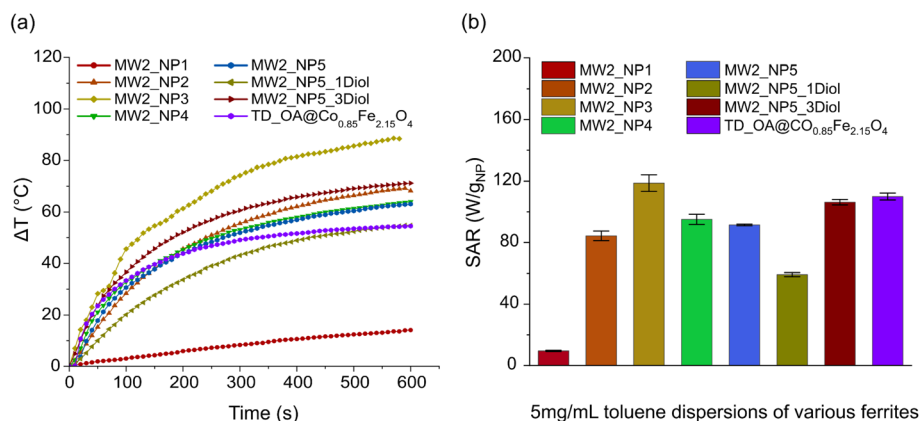 (a)
120
100
80
60
40
20
0
ΔT (°C)
MW2_NP1
MW2_NP2
MW2_NP3
MW2_NP4
MW2_NP5
MW2_NP5_1Diol
MW2_NP5_3Diol
TD_OA@Co0.85Fe2.15O4
0 100 200 300 400 500 600
Time (s)
(b)
200
160
120
80
40
0
SAR (W/gNP)
MW2_NP1
MW2_NP2
MW2_NP3
MW2_NP4
MW2_NP5
MW2_NP5_1Diol
MW2_NP5_3Diol
TD_OA@CO0.85Fe2.15O4
5mg/mL toluene dispersions of various ferrites